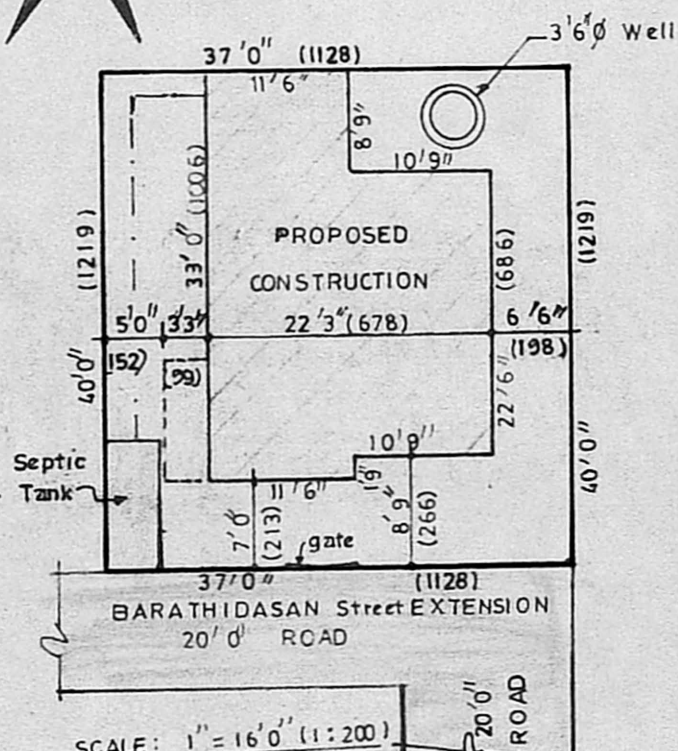 3'6"Ø Well
37'0" (1128)
11'6"
8'9"
10'9"
33'0" (1006)
(1219)
(1219)
PROPOSED
CONSTRUCTION
(686)
5'0" 3'3" 22'3"(678) 6'6"
(152) (99) (198)
40'0"
22'6"
10'9"
Septic
Tank
11'6"
1'9"
8'9"
(266)
40'0"
7'0"
(213)
gate
37'0" (1128)
BARATHIDASAN Street EXTENSION
20'0" ROAD
20'0"
ROAD
SCALE: 1" = 16'0" (1:200)